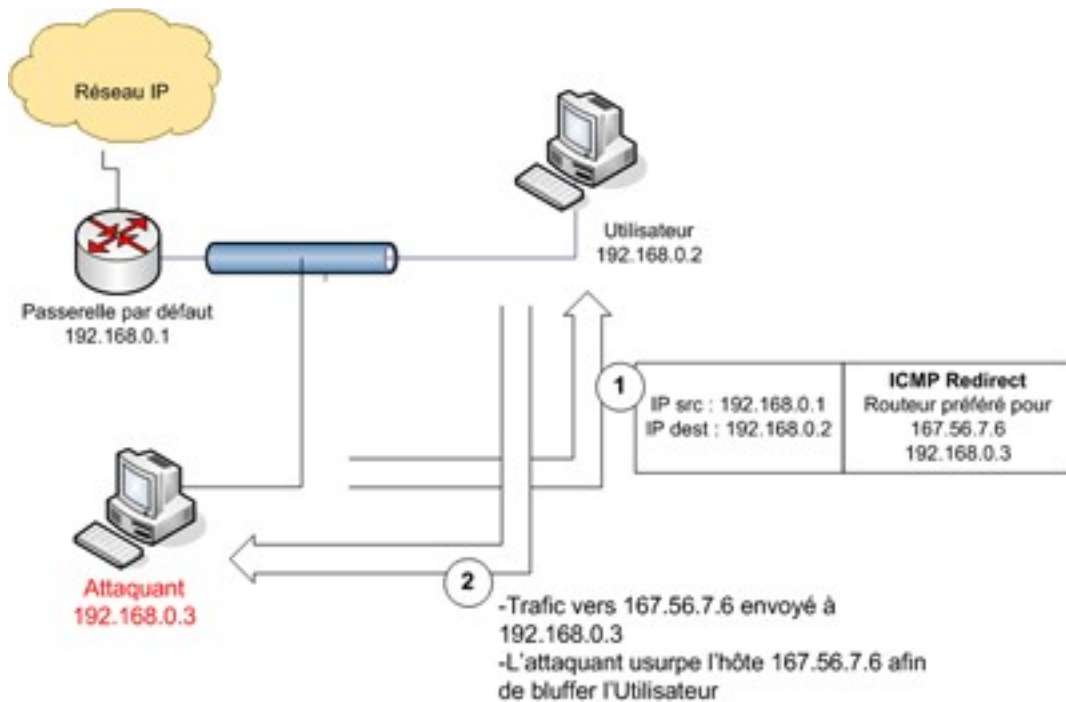 Réseau IP
Utilisateur
192.168.0.2
Passerelle par défaut
192.168.0.1
1
IP src : 192.168.0.1
IP dest : 192.168.0.2
ICMP Redirect
Routeur préféré pour
167.56.7.6
192.168.0.3
Attaquant
192.168.0.3
2
-Trafic vers 167.56.7.6 envoyé à
192.168.0.3
-L'attaquant usurpe l'hôte 167.56.7.6 afin
de bluffer l'Utilisateur